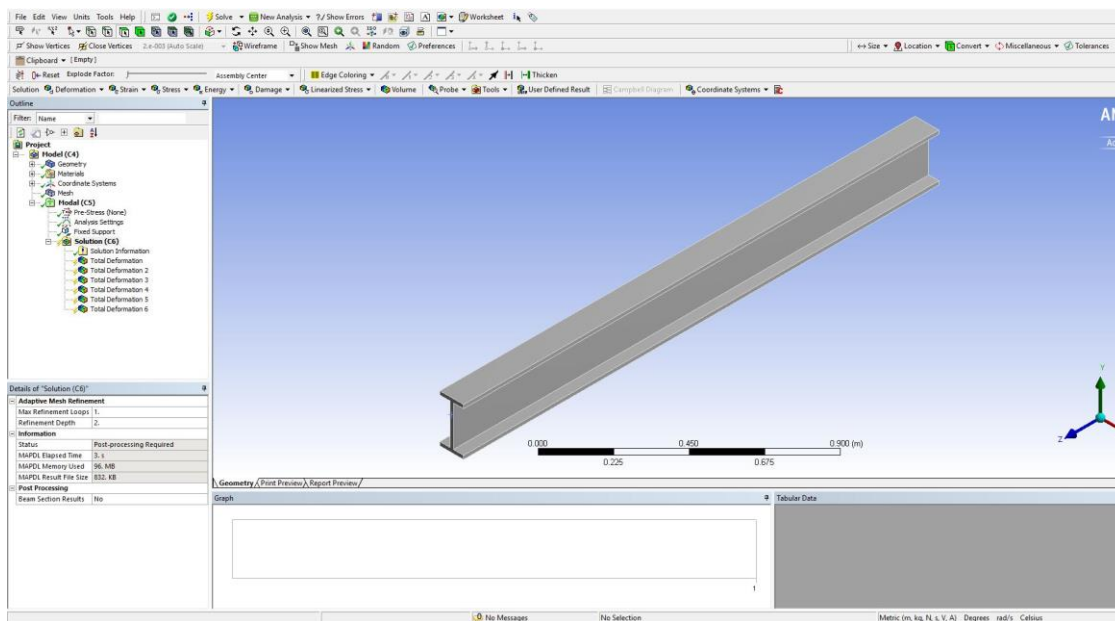 File Edit View Units Tools Help Solve New Analysis ?/ Show Errors A Worksheet
Show Vertices Close Vertices 2.e-003 (Auto Scale) Wireframe Show Mesh Random Preferences Size Location Convert Miscellaneous Tolerances
Clipboard [Empty]
Reset Explode Factor: Assembly Center Edge Coloring Thicken
Solution Deformation Strain Stress Energy Damage Linearized Stress Volume Probe Tools User Defined Result Campbell Diagram Coordinate Systems
Outline
Filter: Name
Project
Model (C4)
Geometry
Materials
Coordinate Systems
Mesh
Modal (C5)
Pre-Stress (None)
Analysis Settings
Fixed Support
Solution (C6)
Solution Information
Total Deformation
Total Deformation 2
Total Deformation 3
Total Deformation 4
Total Deformation 5
Total Deformation 6
Details of "Solution (C6)"
Adaptive Mesh Refinement
Max Refinement Loops 1.
Refinement Depth 2.
Information
Status Post-processing Required
MAPDL Elapsed Time 3. s
MAPDL Memory Used 96. MB
MAPDL Result File Size 832. KB
Post Processing
Beam Section Results No
AN
Ac
Y
Z
0.000 0.450 0.900 (m)
0.225 0.675
Geometry Print Preview Report Preview
Graph
1
Tabular Data
No Messages No Selection Metric (m, kg, N, s, V, A) Degrees rad/s Celsius